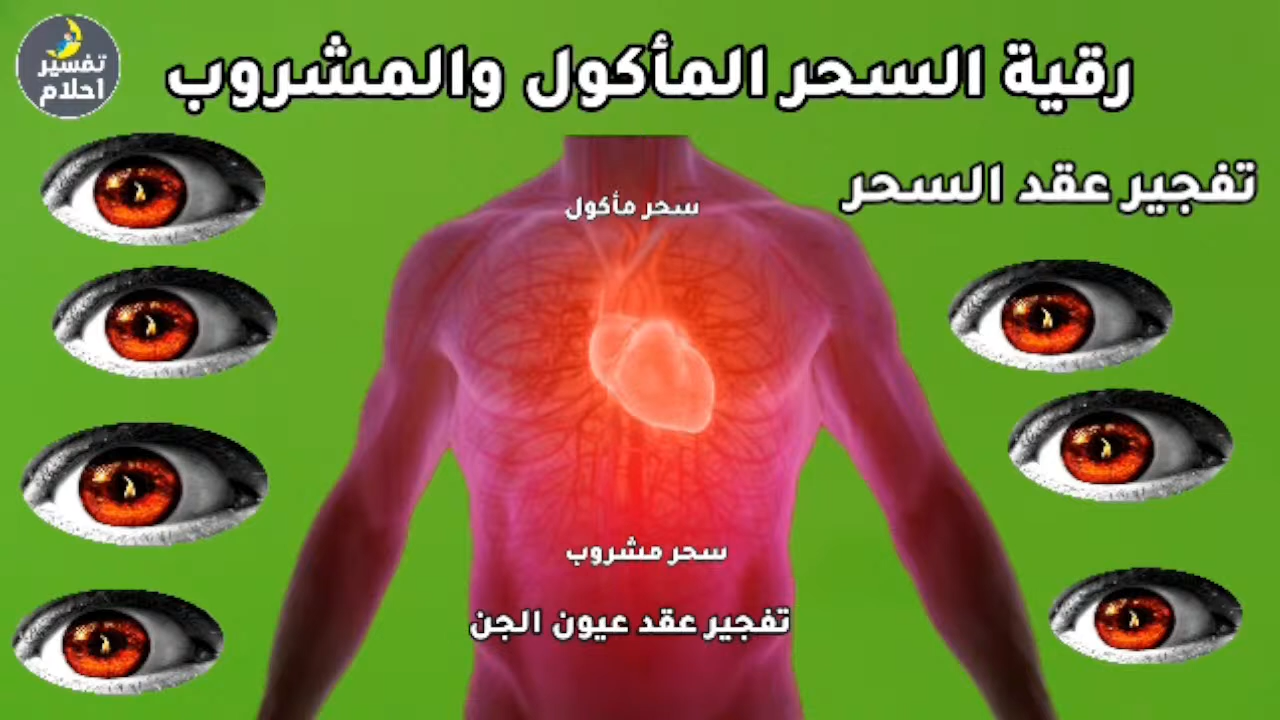 تفسير
احلام
رقية السحر المأكول والمشروب
تفجير عقد السحر
سحر مأكول
سحر مشروب
تفجير عقد عيون الجن